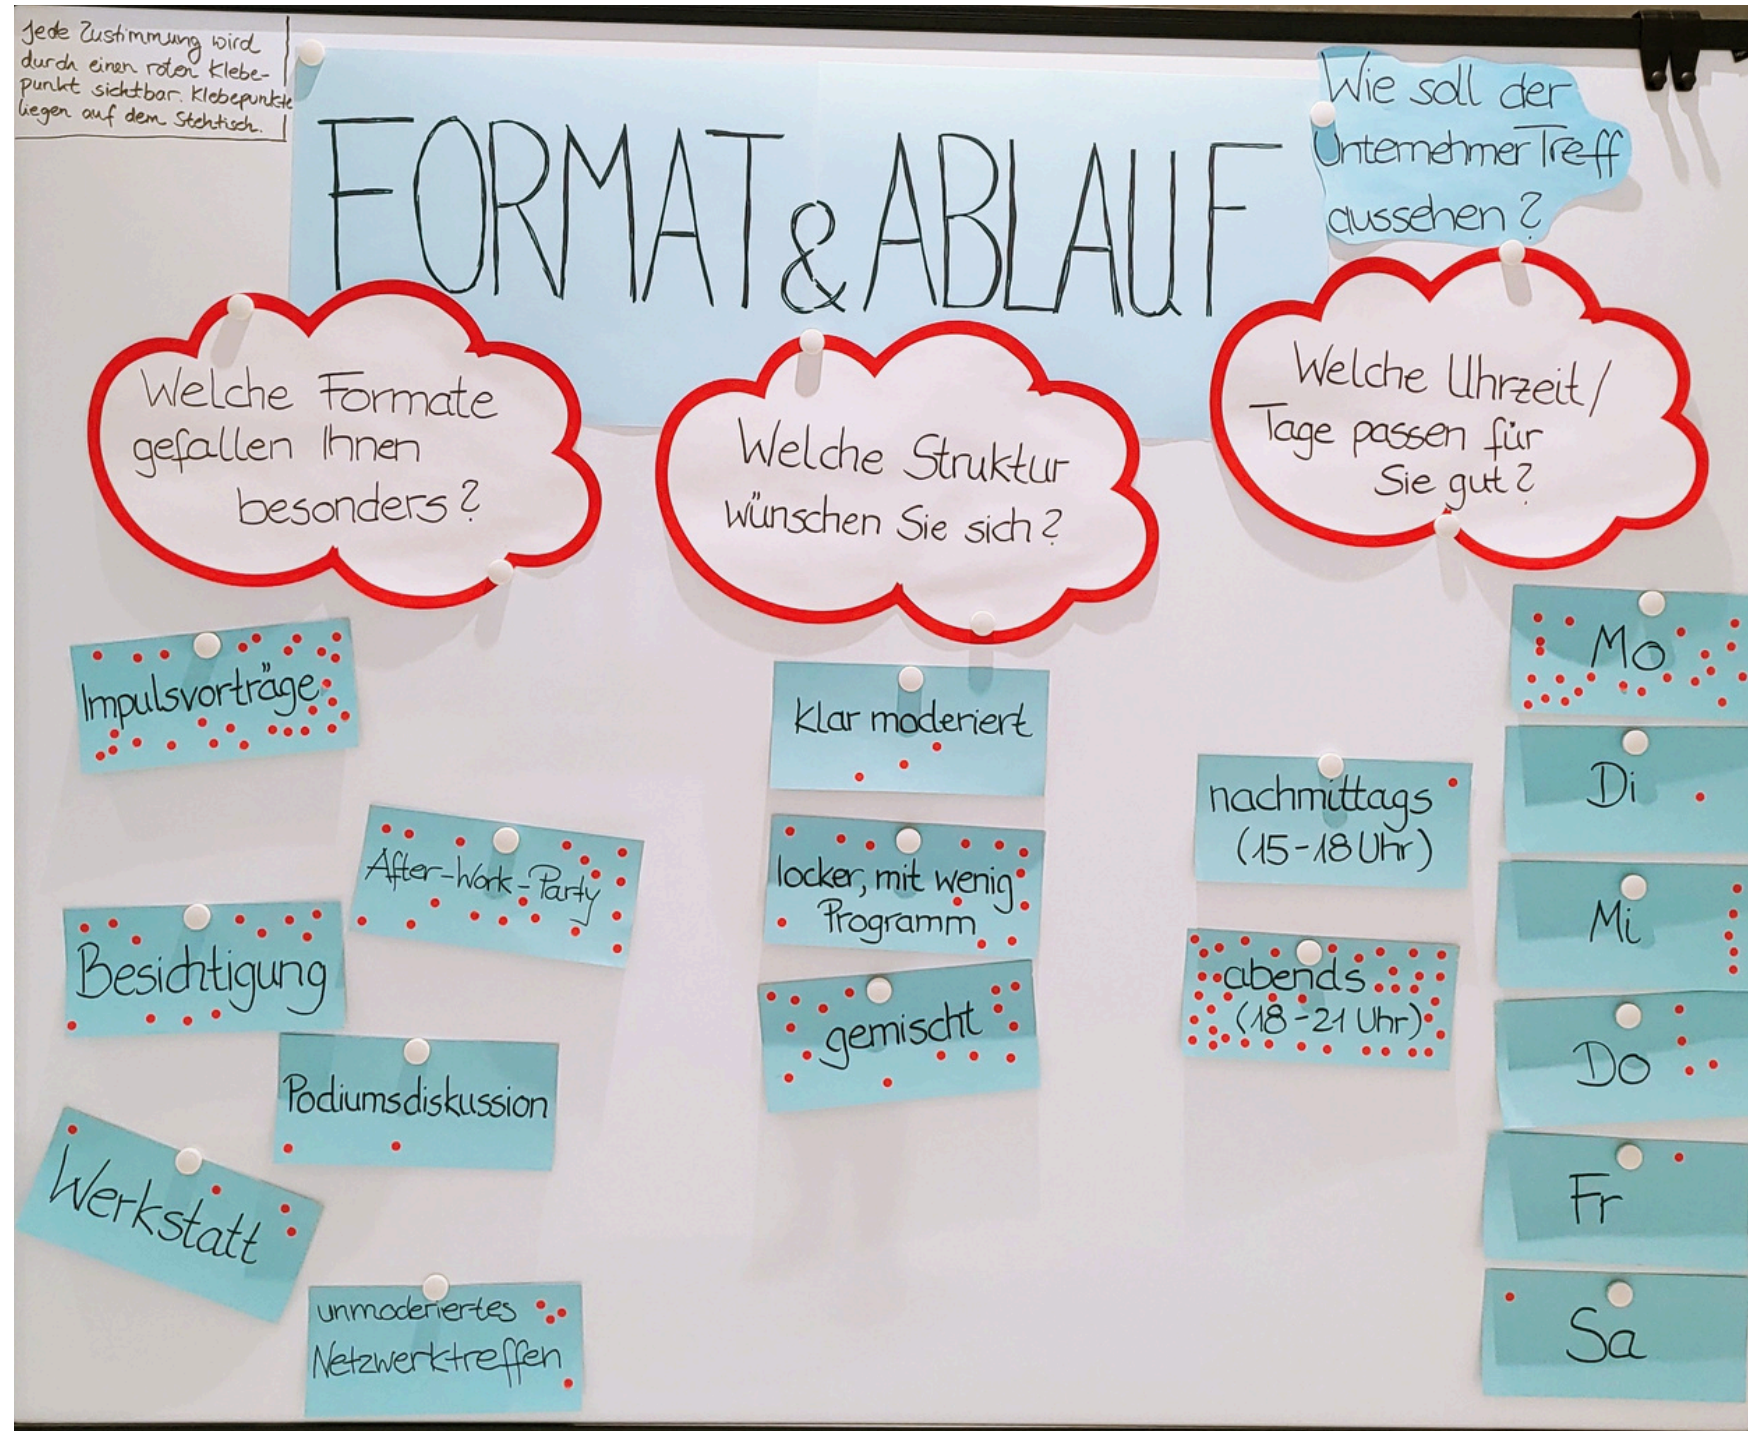 Jede Zustimmung wird
durch einen roten Klebe-
punkt sichtbar. Klebepunkte
liegen auf dem Stehtisch.
FORMAT & ABLAUF
Wie soll der
UnternehmerTreff
aussehen?
Welche Formate
gefallen Ihnen
besonders?
Impulsvorträge
After-Work-Party
Besichtigung
Podiumsdiskussion
Werkstatt
unmoderiertes
Netzwerktreffen
Welche Struktur
wünschen Sie sich?
klar moderiert
locker, mit wenig
Programm
gemischt
Welche Uhrzeit/
Tage passen für
Sie gut?
nachmittags
(15-18 Uhr)
abends
(18-21 Uhr)
Mo
Di
Mi
Do
Fr
Sa